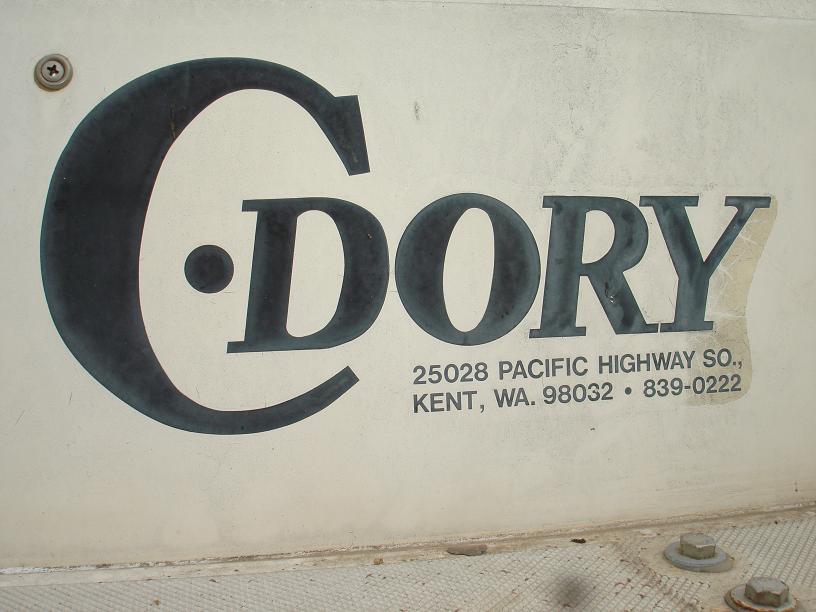 C·DORY
25028 PACIFIC HIGHWAY SO.,
KENT, WA. 98032 • 839-0222